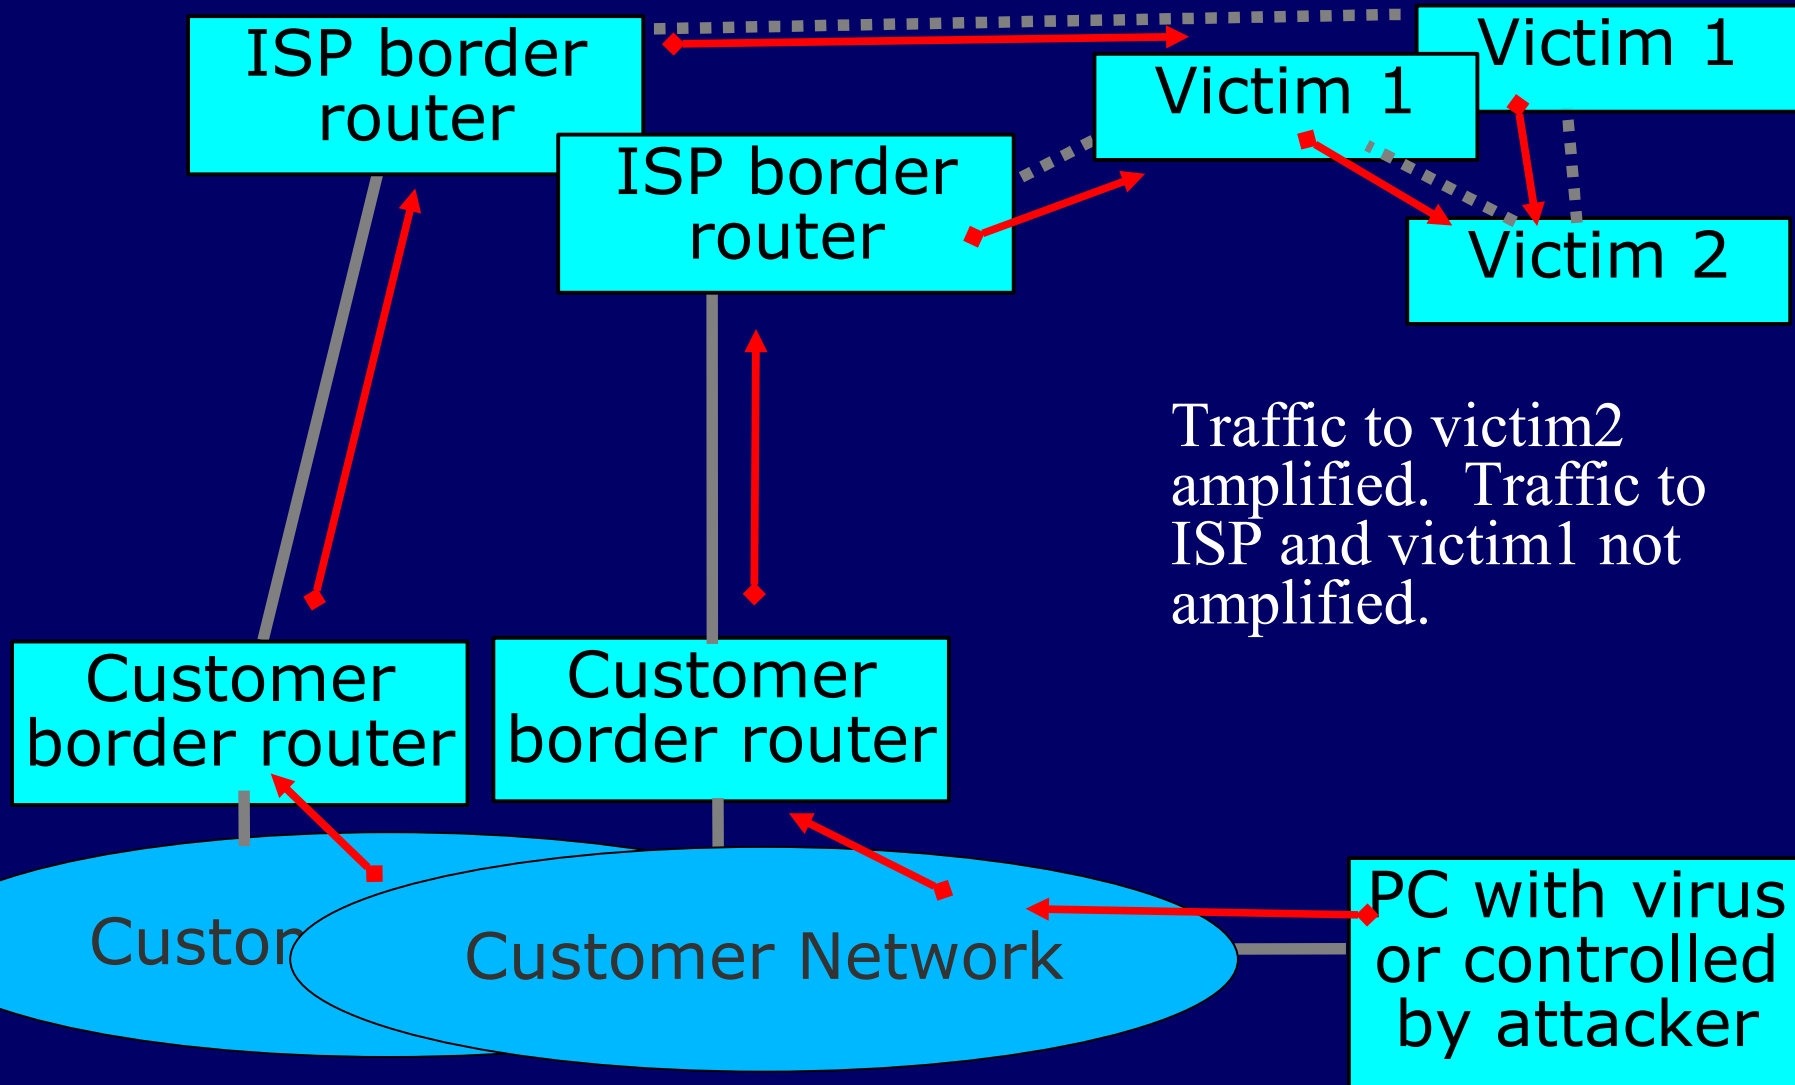 ISP border
router
Victim 1
Victim 1
ISP border
router
Victim 2
Traffic to victim2
amplified.  Traffic to
ISP and victim1 not
amplified.
Customer
border router
Customer
border router
Customer Network
PC with virus
or controlled
by attacker